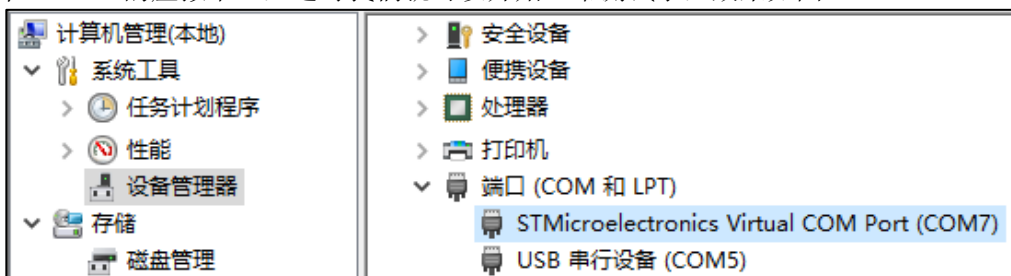 计算机管理(本地)
系统工具
任务计划程序
性能
设备管理器
存储
磁盘管理
安全设备
便携设备
处理器
打印机
端口 (COM 和 LPT)
STMicroelectronics Virtual COM Port (COM7)
USB 串行设备 (COM5)